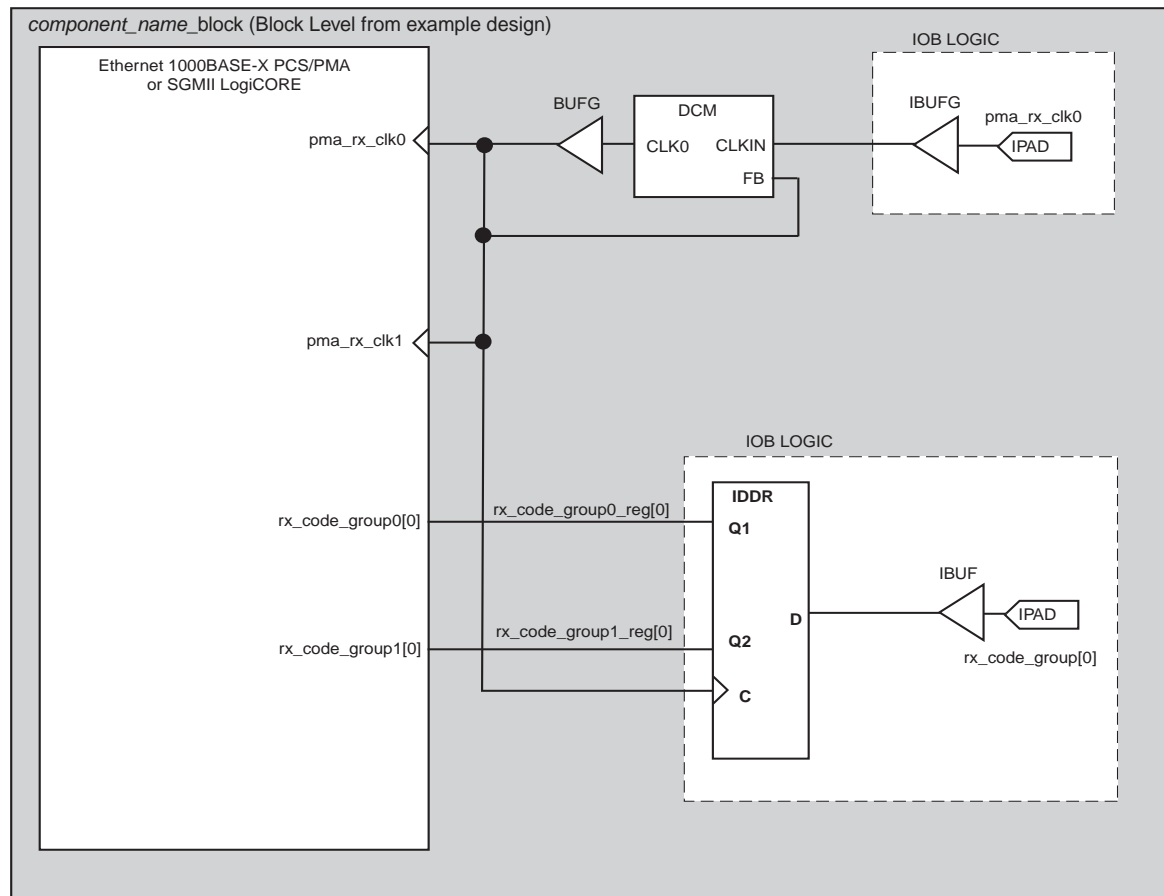 component_name_block (Block Level from example design)
Ethernet 1000BASE-X PCS/PMA
or SGMII LogiCORE
IOB LOGIC
BUFG
DCM
IBUFG
pma_rx_clk0
pma_rx_clk0
CLK0
CLKIN
IPAD
FB
pma_rx_clk1
IOB LOGIC
IDDR
rx_code_group0[0]
rx_code_group0_reg[0]
Q1
IBUF
D
IPAD
rx_code_group1[0]
rx_code_group1_reg[0]
Q2
rx_code_group[0]
C